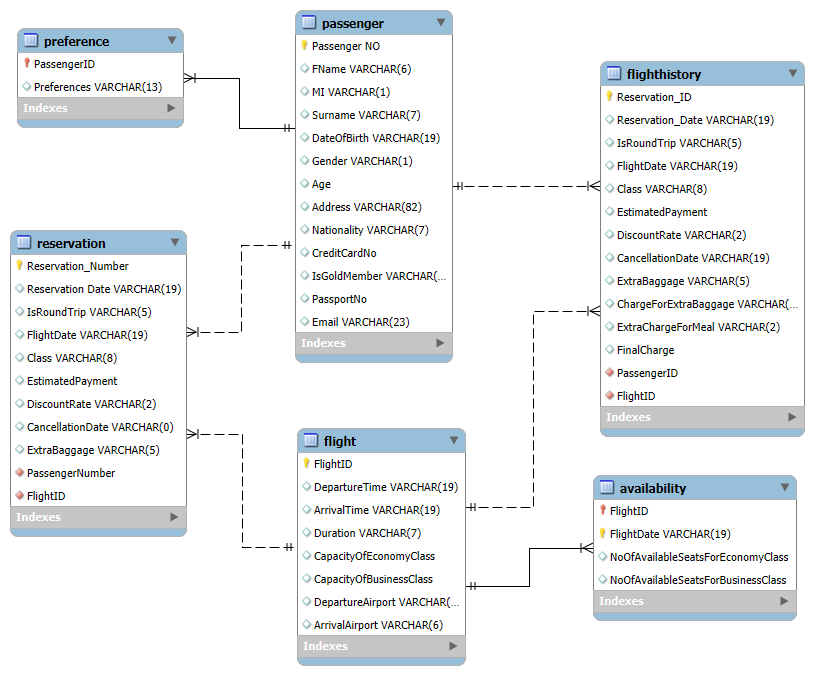 preference
PassengerID
Preferences VARCHAR(13)
Indexes
passenger
Passenger NO
FName VARCHAR(6)
MI VARCHAR(1)
Surname VARCHAR(7)
DateOfBirth VARCHAR(19)
Gender VARCHAR(1)
Age
Address VARCHAR(82)
Nationality VARCHAR(7)
CreditCardNo
IsGoldMember VARCHAR(...
PassportNo
Email VARCHAR(23)
Indexes
flighthistory
Reservation_ID
Reservation_Date VARCHAR(19)
IsRoundTrip VARCHAR(5)
FlightDate VARCHAR(19)
Class VARCHAR(8)
EstimatedPayment
DiscountRate VARCHAR(2)
CancellationDate VARCHAR(19)
ExtraBaggage VARCHAR(5)
ChargeForExtraBaggage VARCHAR(...
ExtraChargeForMeal VARCHAR(2)
FinalCharge
PassengerID
FlightID
Indexes
reservation
Reservation_Number
Reservation Date VARCHAR(19)
IsRoundTrip VARCHAR(5)
FlightDate VARCHAR(19)
Class VARCHAR(8)
EstimatedPayment
DiscountRate VARCHAR(2)
CancellationDate VARCHAR(0)
ExtraBaggage VARCHAR(5)
PassengerNumber
FlightID
Indexes
flight
FlightID
DepartureTime VARCHAR(19)
ArrivalTime VARCHAR(19)
Duration VARCHAR(7)
CapacityOfEconomyClass
CapacityOfBusinessClass
DepartureAirport VARCHAR(...
ArrivalAirport VARCHAR(6)
Indexes
availability
FlightID
FlightDate VARCHAR(19)
NoOfAvailableSeatsForEconomyClass
NoOfAvailableSeatsForBusinessClass
Indexes